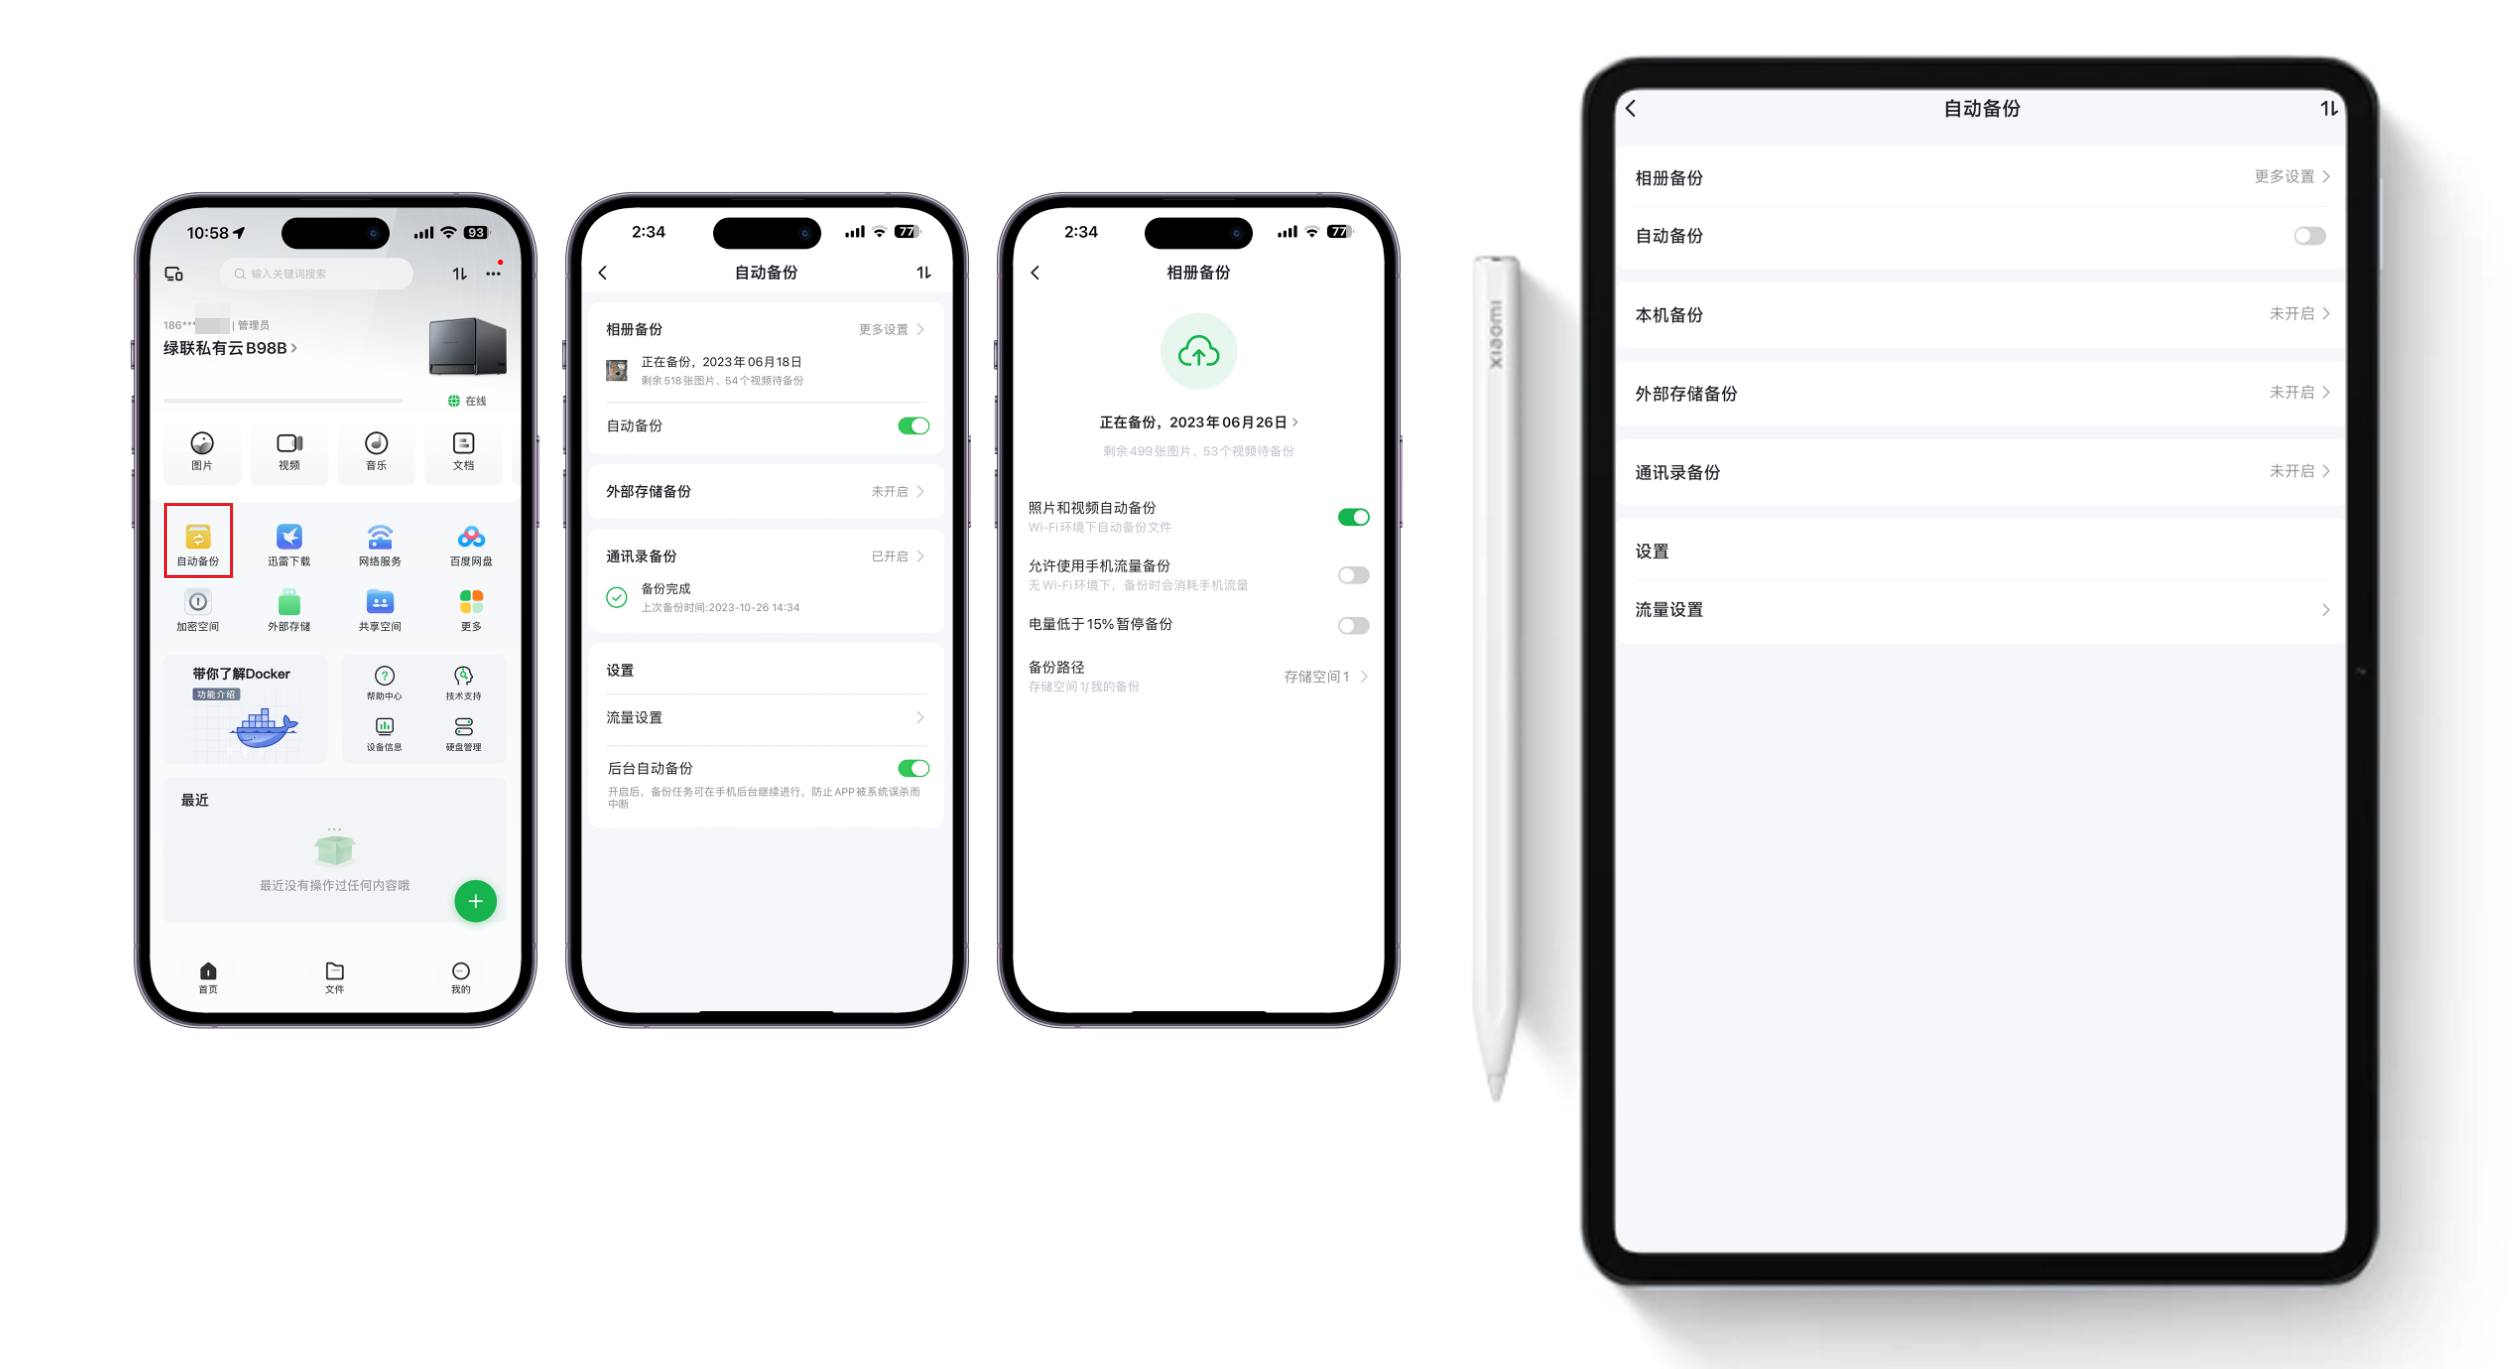 10:58
93
输入关键词搜索
186***
| 管理员
绿联私有云B98B
在线
图片
视频
音乐
文档
自动备份
迅雷下载
网络服务
百度网盘
加密空间
外部存储
共享空间
更多
带你了解Docker
功能介绍
帮助中心
技术支持
设备信息
硬盘管理
最近
最近没有操作过任何内容哦
首页
文件
我的
2:34
77
自动备份
相册备份
更多设置
正在备份，2023年06月18日
剩余518张图片、54个视频待备份
自动备份
外部存储备份
未开启
通讯录备份
已开启
备份完成
上次备份时间:2023-10-26 14:34
设置
流量设置
后台自动备份
开启后，备份任务可在手机后台继续进行，防止APP被系统误杀而
中断
2:34
77
相册备份
正在备份，2023年06月26日
剩余499张图片、53个视频待备份
照片和视频自动备份
Wi-Fi环境下自动备份文件
允许使用手机流量备份
无Wi-Fi环境下，备份时会消耗手机流量
电量低于15%暂停备份
备份路径
存储空间1/我的备份
存储空间1
xiaomi
自动备份
相册备份
更多设置
自动备份
本机备份
未开启
外部存储备份
未开启
通讯录备份
未开启
设置
流量设置